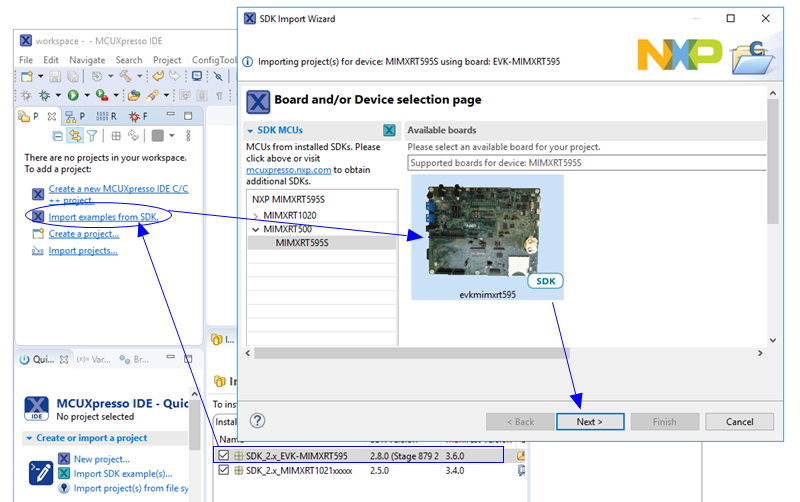 workspace - - MCUXpresso IDE
File Edit Navigate Search Project ConfigTool
P P R F
There are no projects in your workspace.
To add a project:
Create a new MCUXpresso IDE C/C
++ project.
Import examples from SDK.
Create a project...
Import projects...
SDK Import Wizard
Importing project(s) for device: MIMXRT595S using board: EVK-MIMXRT595
NXP
Board and/or Device selection page
SDK MCUs
MCUs from installed SDKs. Please
click above or visit
mcuxpresso.nxp.com to obtain
additional SDKs.
NXP MIMXRT595S
MIMXRT1020
MIMXRT500
MIMXRT595S
Available boards
Please select an available board for your project.
Supported boards for device: MIMXRT595S
SDK
evkmimxrt595
< Back Next > Finish Cancel
Qui... (x)= Var... Br...
IDE
MCUXpresso IDE - Quic
No project selected
Create or import a project
New project...
Import SDK example(s)...
Import project(s) from file sy
I...
To inst
Install
Name
SDK_2.x_EVK-MIMXRT595 2.8.0 (Stage 879 2 3.6.0
SDK_2.x_MIMXRT1021xxxxx 2.5.0 3.4.0